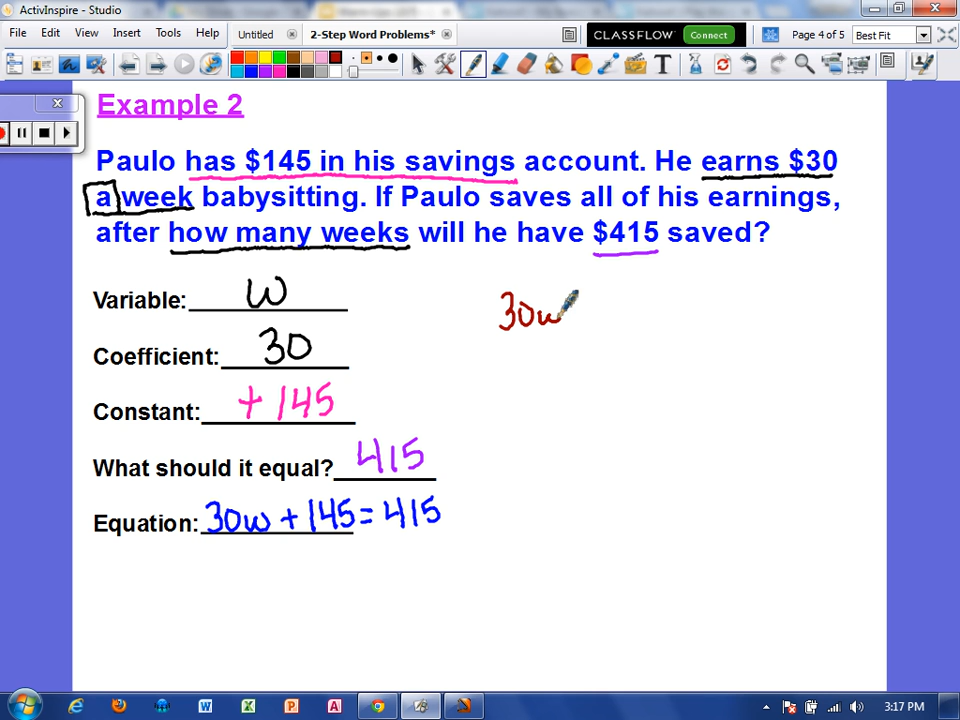 ActivInspire - Studio
File Edit View Insert Tools Help
Untitled
2-Step Word Problems*
CLASSFLOW Connect
Page 4 of 5
Best Fit
Example 2
Paulo has $145 in his savings account. He earns $30
a week babysitting. If Paulo saves all of his earnings,
after how many weeks will he have $415 saved?
Variable: w
30w
Coefficient: 30
Constant: + 145
What should it equal? 415
Equation: 30w + 145 = 415
3:17 PM